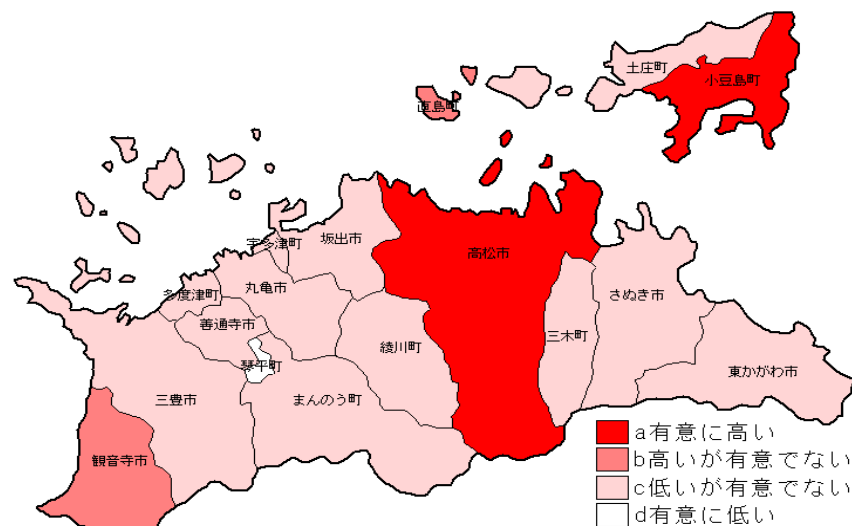 土庄町
小豆島町
直島町
宇多津町
坂出市
高松市
多度津町
丸亀市
さぬき市
善通寺市
綾川町
三木町
琴平町
東かがわ市
三豊市
まんのう町
観音寺市
a有意に高い
b高いが有意でない
c低いが有意でない
d有意に低い